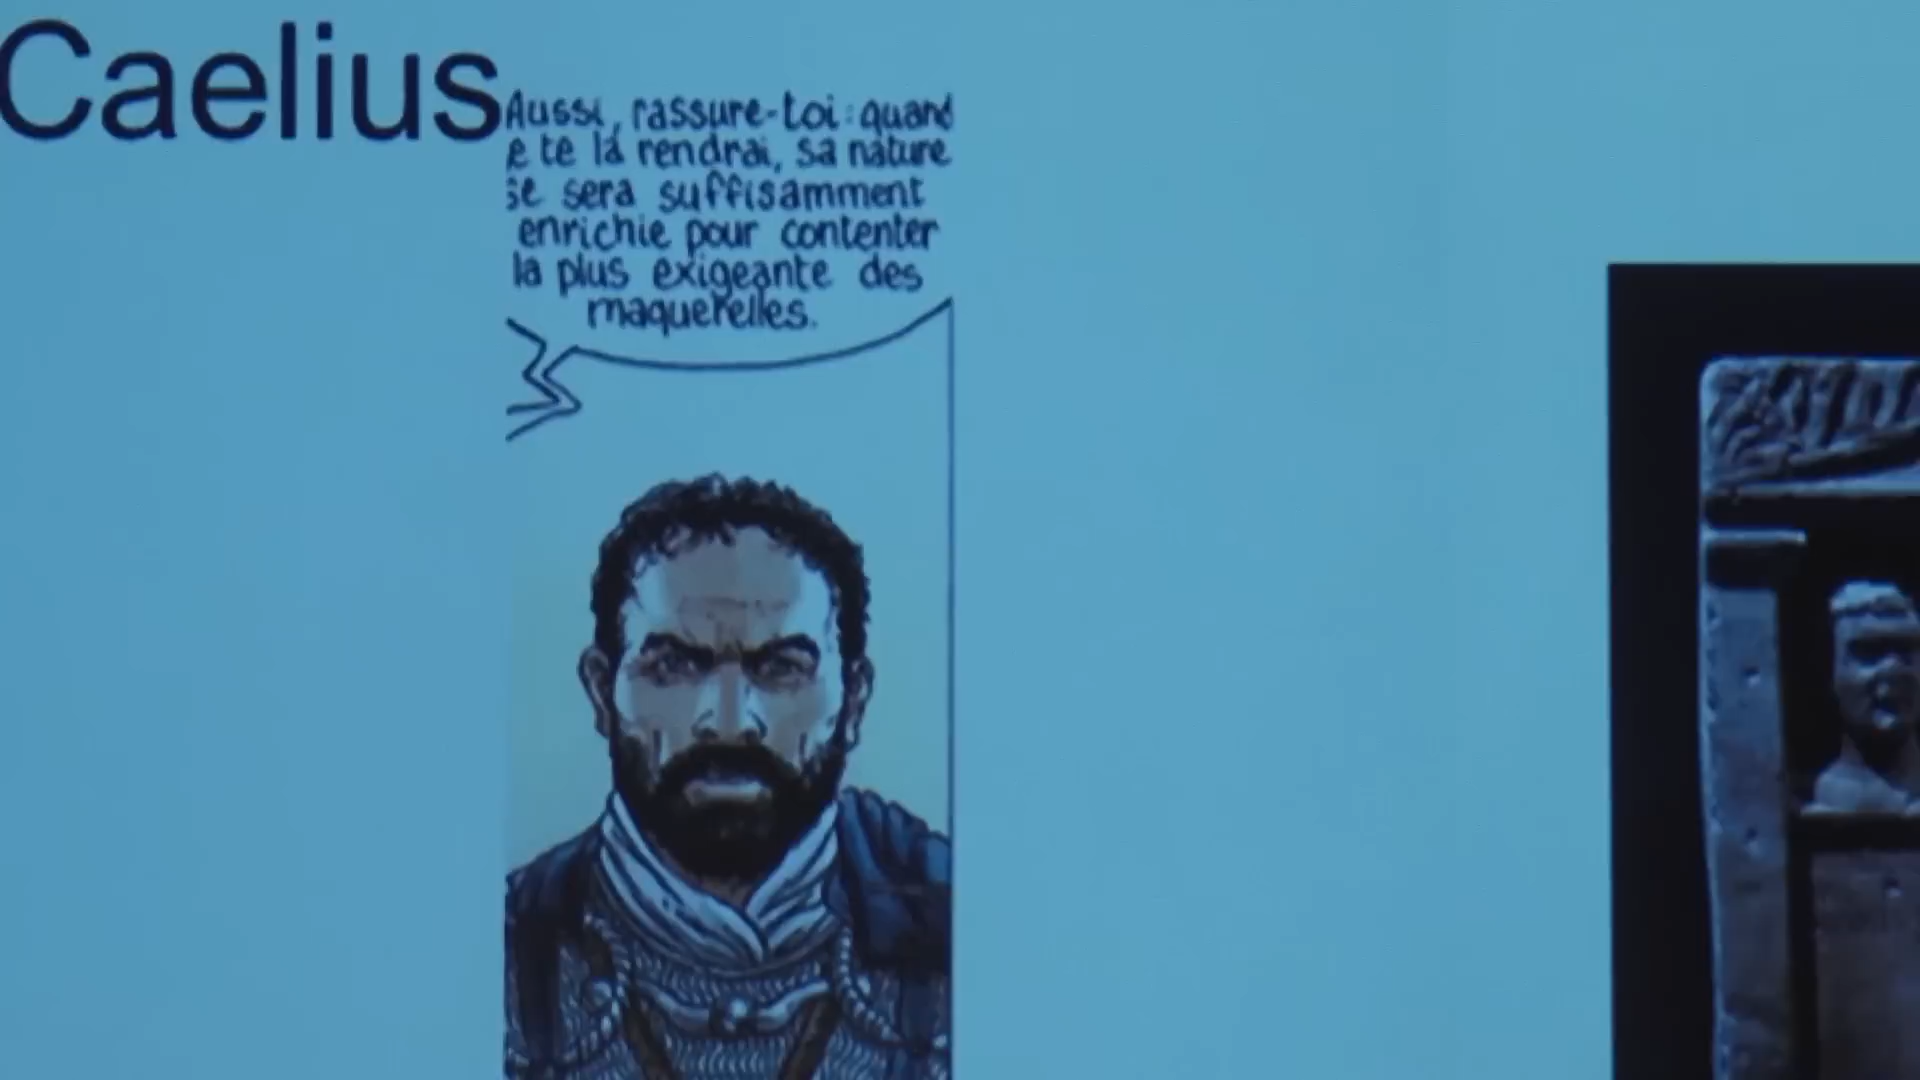 Caelius
Aussi, rassure-toi : quand
e te la rendrai, sa nature
se sera suffisamment
enrichie pour contenter
la plus exigeante des
maquerelles.